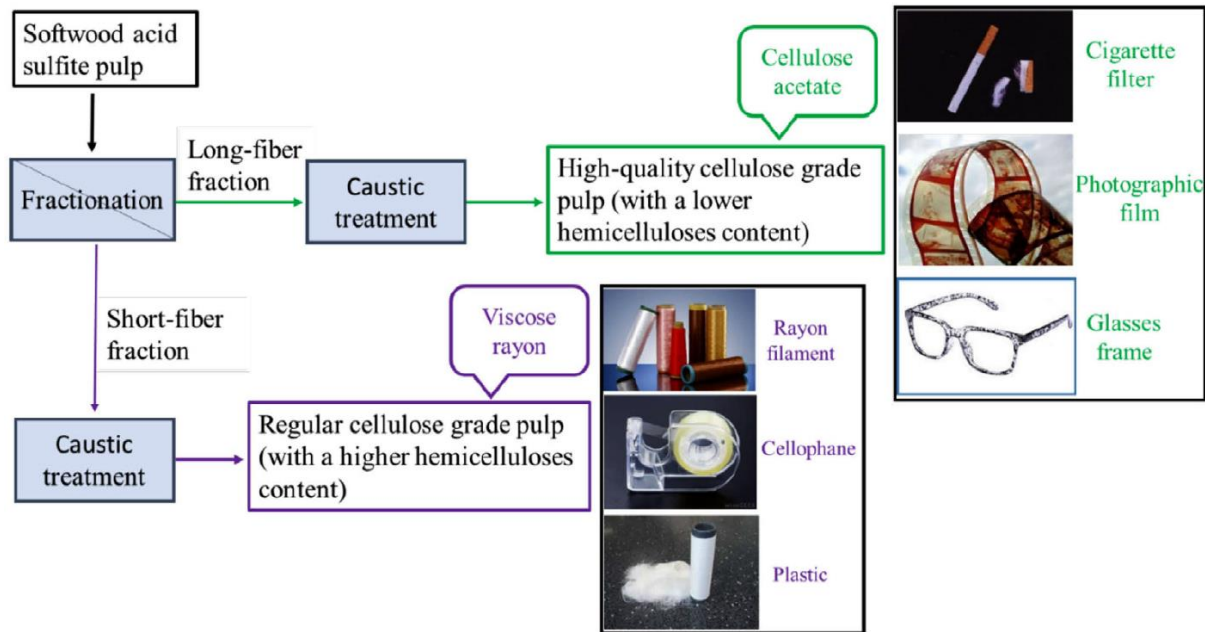 Softwood acid
sulfite pulp
Fractionation
Long-fiber
fraction
Caustic
treatment
High-quality cellulose grade
pulp (with a lower
hemicelluloses content)
Cellulose
acetate
Cigarette
filter
Photographic
film
Glasses
frame
Short-fiber
fraction
Caustic
treatment
Regular cellulose grade pulp
(with a higher hemicelluloses
content)
Viscose
rayon
Rayon
filament
Cellophane
Plastic